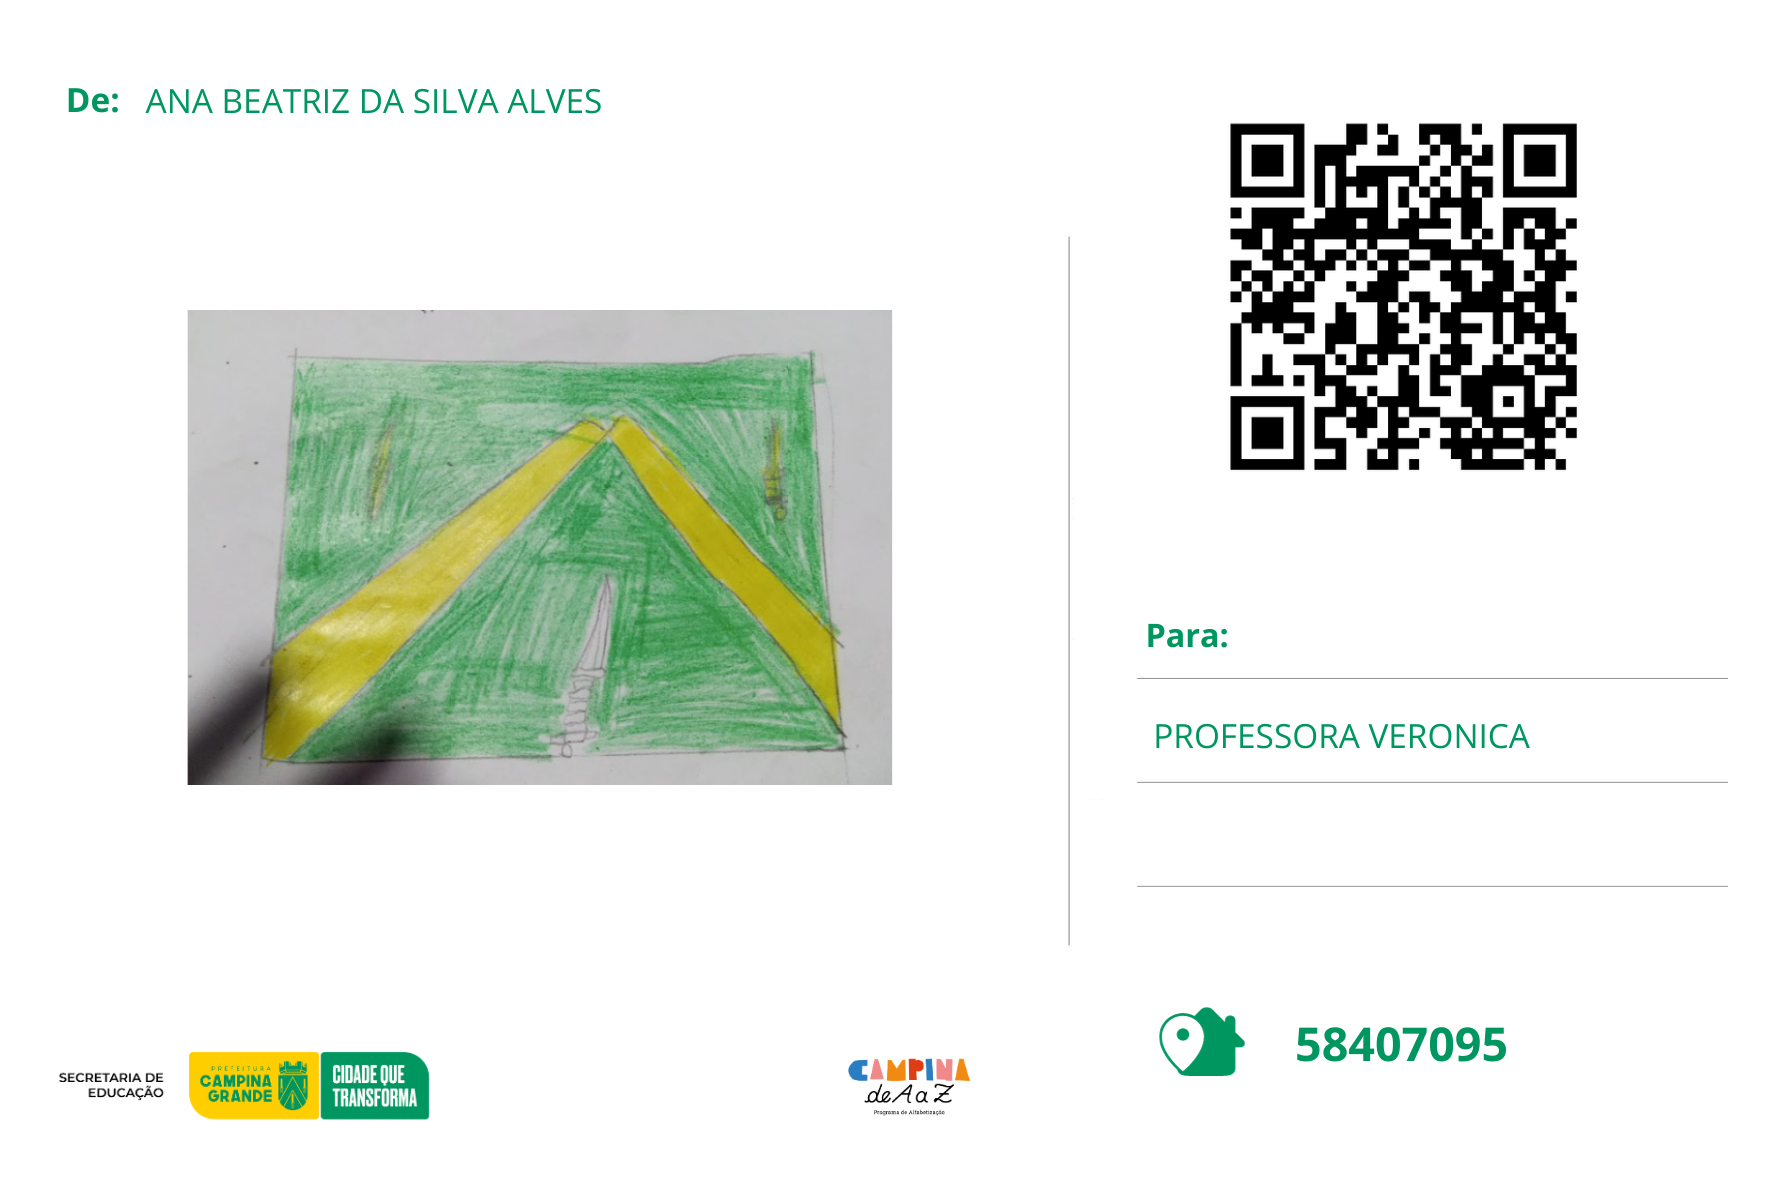 De: ANA BEATRIZ DA SILVA ALVES
Para:
PROFESSORA VERONICA
58407095
SECRETARIA DE
EDUCAÇÃO
PREFEITURA
CAMPINA
GRANDE
CIDADE QUE
TRANSFORMA
CAMPINA
de A a Z
Programa de Alfabetização